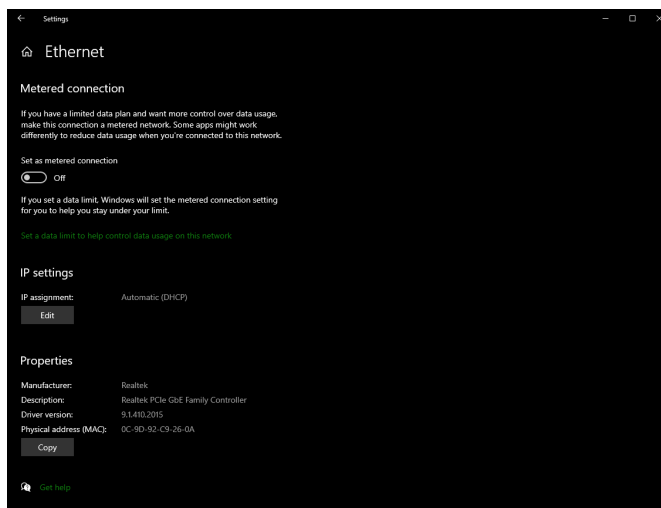 Settings
Ethernet
Metered connection
If you have a limited data plan and want more control over data usage,
make this connection a metered network. Some apps might work
differently to reduce data usage when you're connected to this network.
Set as metered connection
Off
If you set a data limit, Windows will set the metered connection setting
for you to help you stay under your limit.
Set a data limit to help control data usage on this network
IP settings
IP assignment: Automatic (DHCP)
Edit
Properties
Manufacturer: Realtek
Description: Realtek PCIe GbE Family Controller
Driver version: 9.1.410.2015
Physical address (MAC): 0C-9D-92-C9-26-0A
Copy
Get help